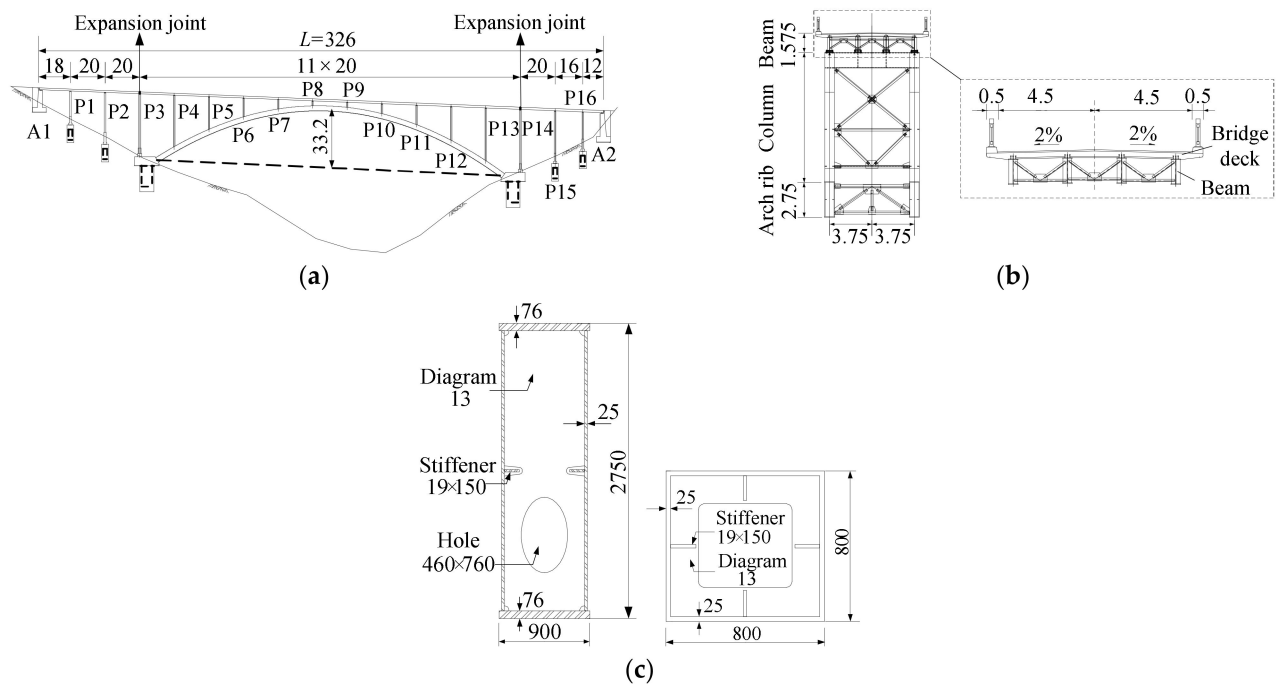 Expansion joint
Expansion joint
L=326
18 20 20 11×20 20 16 12
P1 P2 P3 P4 P5 P6 P7 P8 P9 P10 P11 P12 P13 P14 P15 P16
A1
A2
33.2
(a)
Beam
1.575
Column
Arch rib
2.75
3.75 3.75
0.5 4.5 4.5 0.5
2% 2%
Bridge
deck
Beam
(b)
76
Diagram
13
25
Stiffener
19×150
2750
Hole
460×760
76
900
25
Stiffener
19×150
Diagram
13
25
800
800
(c)